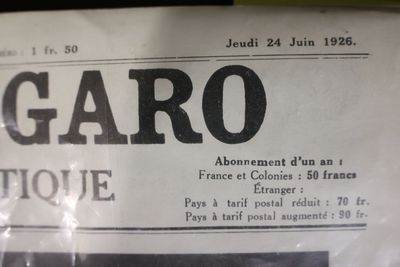 ÉRO : 1 fr. 50
Jeudi 24 Juin 1926.
GARO
TIQUE
Abonnement d'un an :
France et Colonies : 50 francs
Étranger :
Pays à tarif postal réduit : 70 fr.
Pays à tarif postal augmenté : 90 fr.